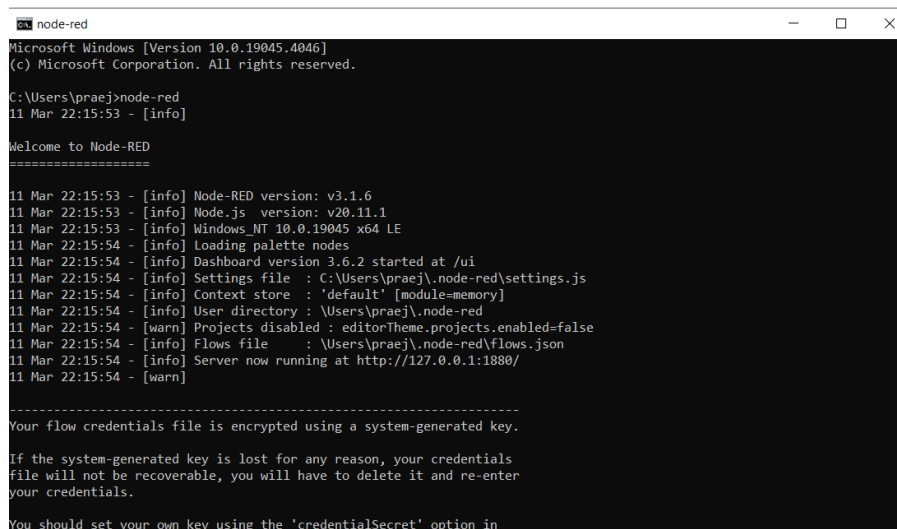 node-red
Microsoft Windows [Version 10.0.19045.4046]
(c) Microsoft Corporation. All rights reserved.
C:\Users\praej>node-red
11 Mar 22:15:53 - [info]
Welcome to Node-RED
===================
11 Mar 22:15:53 - [info] Node-RED version: v3.1.6
11 Mar 22:15:53 - [info] Node.js  version: v20.11.1
11 Mar 22:15:53 - [info] Windows_NT 10.0.19045 x64 LE
11 Mar 22:15:54 - [info] Loading palette nodes
11 Mar 22:15:54 - [info] Dashboard version 3.6.2 started at /ui
11 Mar 22:15:54 - [info] Settings file  : C:\Users\praej\.node-red\settings.js
11 Mar 22:15:54 - [info] Context store  : 'default' [module=memory]
11 Mar 22:15:54 - [info] User directory : \Users\praej\.node-red
11 Mar 22:15:54 - [warn] Projects disabled : editorTheme.projects.enabled=false
11 Mar 22:15:54 - [info] Flows file     : \Users\praej\.node-red\flows.json
11 Mar 22:15:54 - [info] Server now running at http://127.0.0.1:1880/
11 Mar 22:15:54 - [warn]
---------------------------------------------------------------------
Your flow credentials file is encrypted using a system-generated key.
If the system-generated key is lost for any reason, your credentials
file will not be recoverable, you will have to delete it and re-enter
your credentials.
You should set your own key using the 'credentialSecret' option in